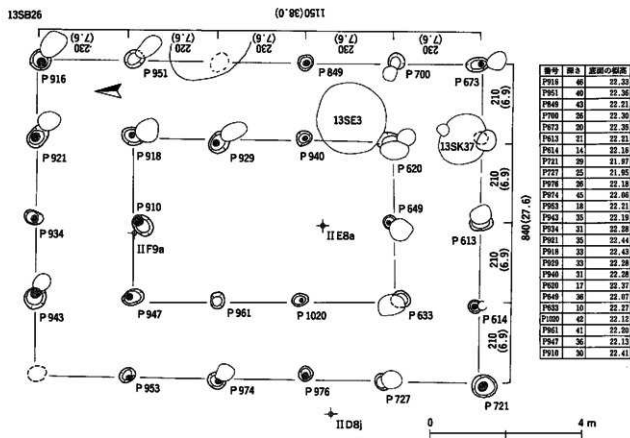 13SB26
1150(38.0)
230
(7.6)
220
(7.6)
230
(7.6)
230
(7.6)
230
(7.6)
P916
P951
P849
P700
P673
210
(6.9)
13SE3
13SK37
P921
P918
P929
P940
P620
210
(6.9)
840(27.6)
P910
P649
P934
ⅡF9a
ⅡE8a
P613
210
(6.9)
P943
P947
P961
P1020
P633
P614
210
(6.9)
P953
P974
P976
P727
P721
ⅡD8j
0 4m
番号 深さ 底面の標高
P916 46 22.33
P951 40 22.36
P849 43 22.21
P700 26 22.30
P673 20 22.35
P613 21 22.21
P614 14 22.16
P721 29 21.97
P727 25 21.95
P976 26 22.18
P974 45 22.06
P953 18 22.21
P943 35 22.19
P934 31 22.28
P921 35 22.44
P918 33 22.43
P929 33 22.28
P940 31 22.28
P620 17 22.37
P649 36 22.07
P633 10 22.27
P1020 42 22.12
P961 41 22.20
P947 36 22.13
P910 30 22.41